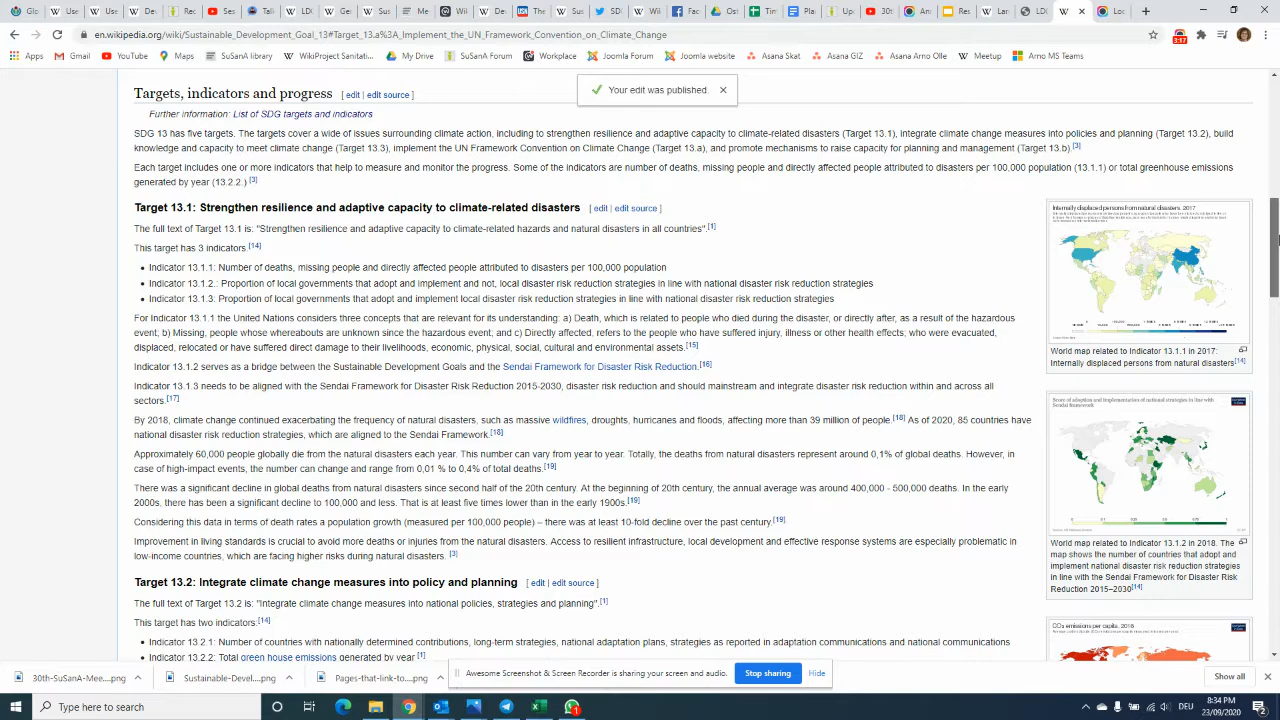 en.wikipedia.org/wiki/Sustainable_Development_Goal_13#Target_13.a%3A_Implement_the_UN_Framework_Convention_on_Climate_Change
3:17
Apps Gmail YouTube Maps SuSanA library WikiProject Sanitati... My Drive SuSanA Forum Workplace Joomla Forum Joomla website Asana Skat Asana GIZ Asana Arno Olle Meetup Arno MS Teams
Your edit was published.
Targets, indicators and progress [ edit | edit source ]
Further information: List of SDG targets and indicators
SDG 13 has five targets. The targets cover a wide of issues surrounding climate action, including to strengthen resilience and adaptive capacity to climate-related disasters (Target 13.1), integrate climate change measures into policies and planning (Target 13.2), build
knowledge and capacity to meet climate change (Target 13.3), implement the UN Framework Convention on Climate Change (Target 13.a), and promote mechanisms to raise capacity for planning and management (Target 13.b).[3]
Each target includes one or more indicators that help to measure and monitor the progress. Some of the indicators are number of deaths, missing people and directly affected people attributed to disasters per 100,000 population (13.1.1) or total greenhouse emissions
generated by year (13.2.2.) [3]
Target 13.1: Strengthen resilience and adaptive capacity to climate-related disasters [ edit | edit source ]
The full text of Target 13.1 is: "Strengthen resilience and adaptive capacity to climate-related hazards and natural disasters in all countries".[1]
This target has 3 indicators.[14]
• Indicator 13.1.1: Number of deaths, missing people and directly affected people attributed to disasters per 100,000 population
• Indicator 13.1.2.: Proportion of local governments that adopt and implement and not, local disaster risk reduction strategies in line with national disaster risk reduction strategies
• Indicator 13.1.3: Proportion of local governments that adopt and implement local disaster risk reduction strategies in line with national disaster risk reduction strategies
For Indicator 13.1.1 the United Nations considers three concepts that are relevant for its understanding: a) Death, which is related to people who died during the disaster, or directly after, as a result of the hazardous
event; b) Missing, people whose whereabouts are unknown since the hazardous event; and c) Directly affected, refers to the people who have suffered injury, illness or other health effects, who were evacuated,
displaced, relocated or have suffered direct damage to their livelihoods, economic, physical, social, cultural and environmental assets.[15]
Indicator 13.1.2 serves as a bridge between the Sustainable Development Goals and the Sendai Framework for Disaster Risk Reduction.[16]
Indicator 13.1.3 needs to be aligned with the Sendai Framework for Disaster Risk Reduction 2015-2030, disaster risk reduction and should mainstream and integrate disaster risk reduction within and across all
sectors.[17]
By 2018, climate change continued exacerbating the frequency of natural disasters, such as massive wildfires, droughts, hurricanes and floods, affecting more than 39 million of people.[18] As of 2020, 85 countries have
national disaster risk reduction strategies, which are aligned to the Sendai Framework.[18]
Approximately 60,000 people globally die from the natural disasters each year. The number can vary from year to year. Totally, the deaths from natural disasters represent around 0,1% of global deaths. However, in
case of high-impact events, the number can change and range from 0,01 % to 0.4% of total deaths.[19]
There was a significant decline in global deaths from natural disasters since second half of the 20th century. At the beginning of 20th century, the annual average was around 400,000 - 500,000 deaths. In the early
2000s, there has been a significant decline to 100,000 and less. That is at least five times lower than in the early 1900s.[19]
Considering this data in terms of death rates a population growth (measured per 100,000 people) – there was at least 10-fold decline over the past century.[19]
Improvement in living standards is crucial to avoid more deaths or injuries from the natural disasters. Access to resilient infrastructure, local development and effective response systems are especially problematic in
low-income countries, which are facing higher risks during natural disasters. [3]
Target 13.2: Integrate climate change measures into policy and planning [ edit | edit source ]
The full text of Target 13.2 is: "Integrate climate change measures into national policies, strategies and planning".[1]
This target has two indicators:[14]
• Indicator 13.2.1: Number of countries with nationally determined contributions, long-term strategies, national adaptation plans, strategies as reported in adaptation communications and national communications
• Indicator 13.2.2: Total green house emissions generated by year.[1]
Internally displaced persons from natural disasters, 2017
World map related to Indicator 13.1.1 in 2017:
Internally displaced persons from natural disasters[14]
Score of adoption and implementation of national strategies in line with
Sendai framework
World map related to Indicator 13.1.2 in 2018. The
map shows the number of countries that adopt and
implement national disaster risk reduction strategies
in line with the Sendai Framework for Disaster Risk
Reduction 2015–2030[14]
CO₂ emissions per capita, 2016
Sustainable-Devel....png
Pages-that-link-to....png
Awesome Screenshot & Screen Recorder is sharing your screen and audio. Stop sharing Hide
Show all
Type here to search
DEU
8:34 PM
23/09/2020